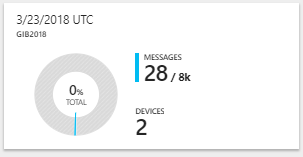 3/23/2018 UTC
GIB2018
0%
TOTAL
MESSAGES
28 / 8k
DEVICES
2